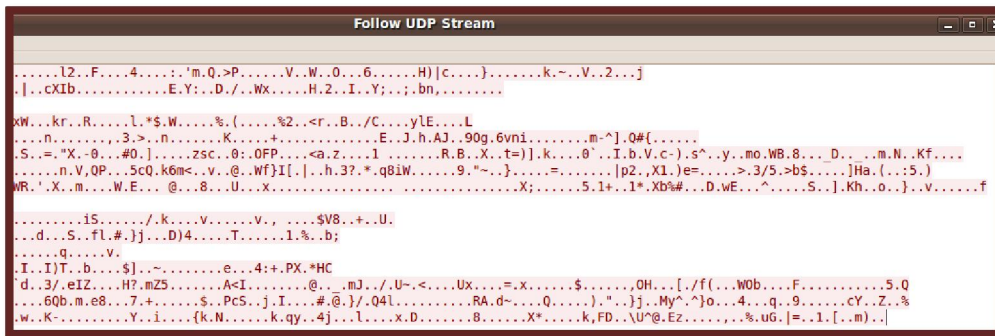 Follow UDP Stream
......l2..F....4....:.'m.Q.>P......V..W..O...6......H)|c....}.......k.~..V..2...j
.|..cXIb............E.Y:..D./..Wx....H.2..I..Y;..;.bn,........
xW...kr..R.....l.*$.W.....%.(.....%2..<r..B../C....ylE....L
....n.......,.3.>..n.......K.....+.............E..J.h.AJ..9Og.6vni........m-^].Q#{......
.S..=."X.-0...#O.].....zsc..0:.OFP....<a.z....1 .......R.B..X..t=)].k....0`..I.b.V.c-).s^..y..mo.WB.8..._D._..._.m.N..Kf....
......n.V,QP...5cQ.k6m<..v..@..Wf}I[.|..h.3?.*.q8iW......9."~..}.....=.......|p2.,X1.)e=.....>.3/5.>b$.....]Ha.(..:5.)
WR.'.X..m....W.E... @...8...U...x..............................X;......5.1+..1*.Xb%#...D.wE...^.....S..].Kh..o..}..v......f
.........iS....../.k....v......v., ....$V8..+..U.
...d...S..fl.#.}j...D)4.....T......1.%..b;
......q.....v.
.I..I)T..b....$]..~........e...4:+.PX.*HC
`d..3/.eIZ....H?.mZ5.......A<I........@.._.mJ../.U~.<....Ux....=.x......$......,OH...[./f(...WOb....F...........5.Q
....6Qb.m.e8...7.+......$..PcS..j.I....#.@.}/.Q4l..........RA.d~....Q.....).."..}j..My^.^}o...4...q..9......cY..Z..%
.w..K-........Y..i....{k.N......k.qy..4j...l....x.D.......8......X*.....k,FD..\U^@.Ez....,..%.uG.|=..1.[..m)..